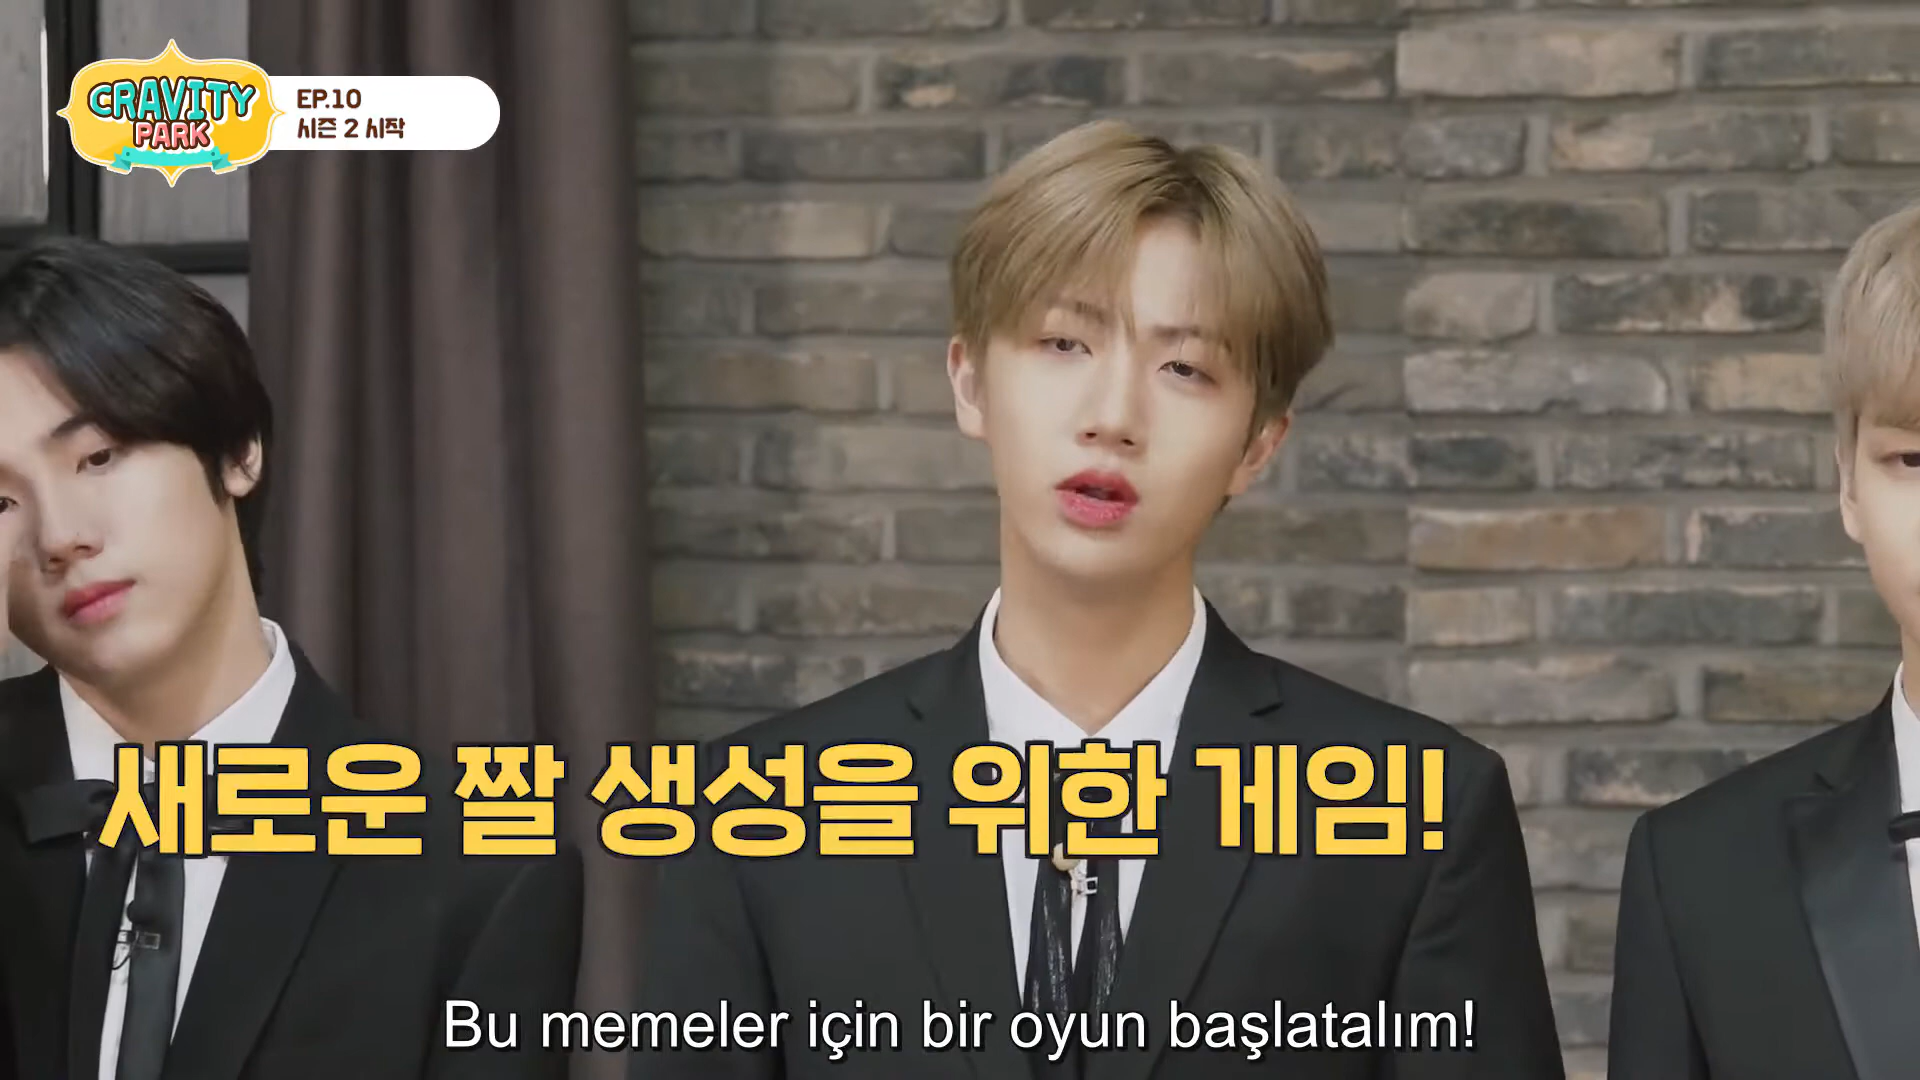 CRAVITY
PARK
EP.10
시즌 2 시작
새로운 짤 생성을 위한 게임!
Bu memeler için bir oyun başlatalım!